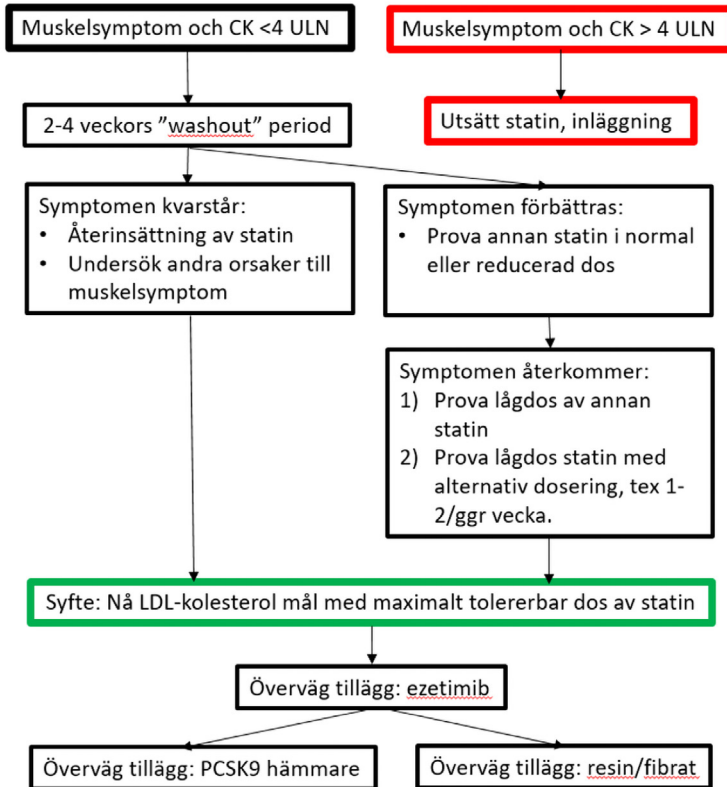 Muskelsymptom och CK <4 ULN
Muskelsymptom och CK > 4 ULN
2-4 veckors ”washout” period
Utsätt statin, inläggning
Symptomen kvarstår:
• Återinsättning av statin
• Undersök andra orsaker till
muskelsymptom
Symptomen förbättras:
• Prova annan statin i normal
eller reducerad dos
Symptomen återkommer:
1) Prova lågdos av annan
statin
2) Prova lågdos statin med
alternativ dosering, tex 1-
2/ggr vecka.
Syfte: Nå LDL-kolesterol mål med maximalt tolererbar dos av statin
Överväg tillägg: ezetimib
Överväg tillägg: PCSK9 hämmare
Överväg tillägg: resin/fibrat